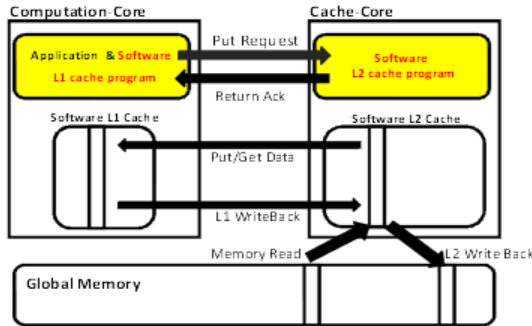 Computation-Core
Cache-Core
Application & Software
L1 cache program
Put Request
Software
L2 cache program
Return Ack
Software L1 Cache
Software L2 Cache
Put/Get Data
L1 WriteBack
Memory Read
L2 Write Back
Global Memory